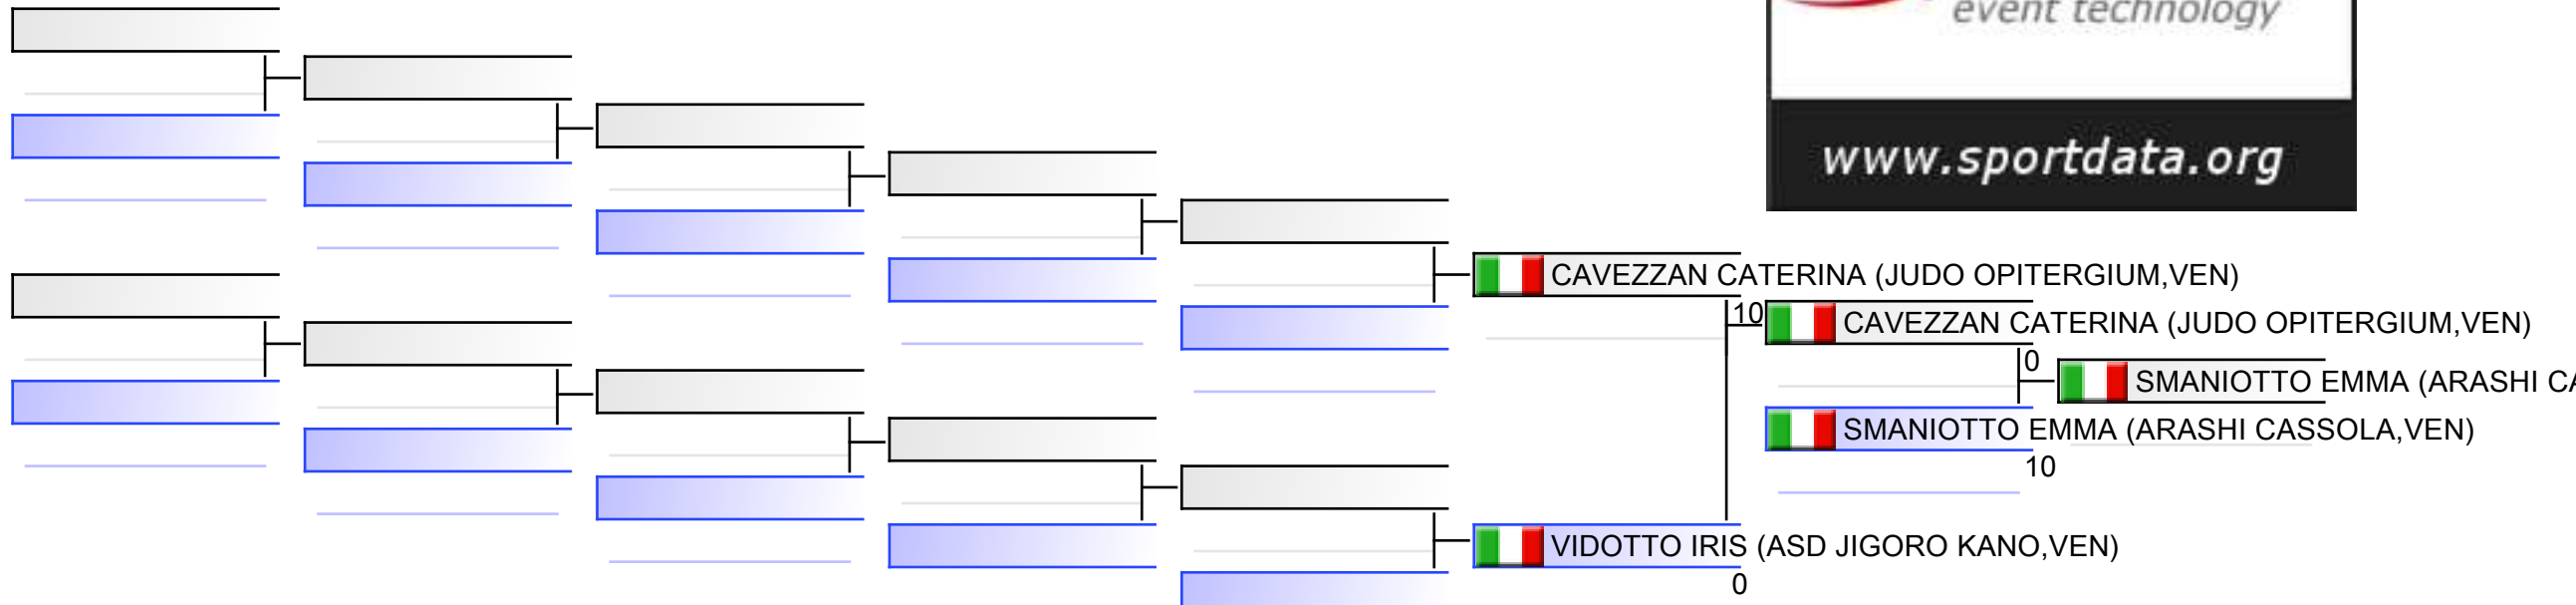 event technology
www.sportdata.org
CAVEZZAN CATERINA (JUDO OPITERGIUM,VEN)
10
CAVEZZAN CATERINA (JUDO OPITERGIUM,VEN)
0
SMANIOTTO EMMA (ARASHI CA
SMANIOTTO EMMA (ARASHI CASSOLA,VEN)
10
VIDOTTO IRIS (ASD JIGORO KANO,VEN)
0